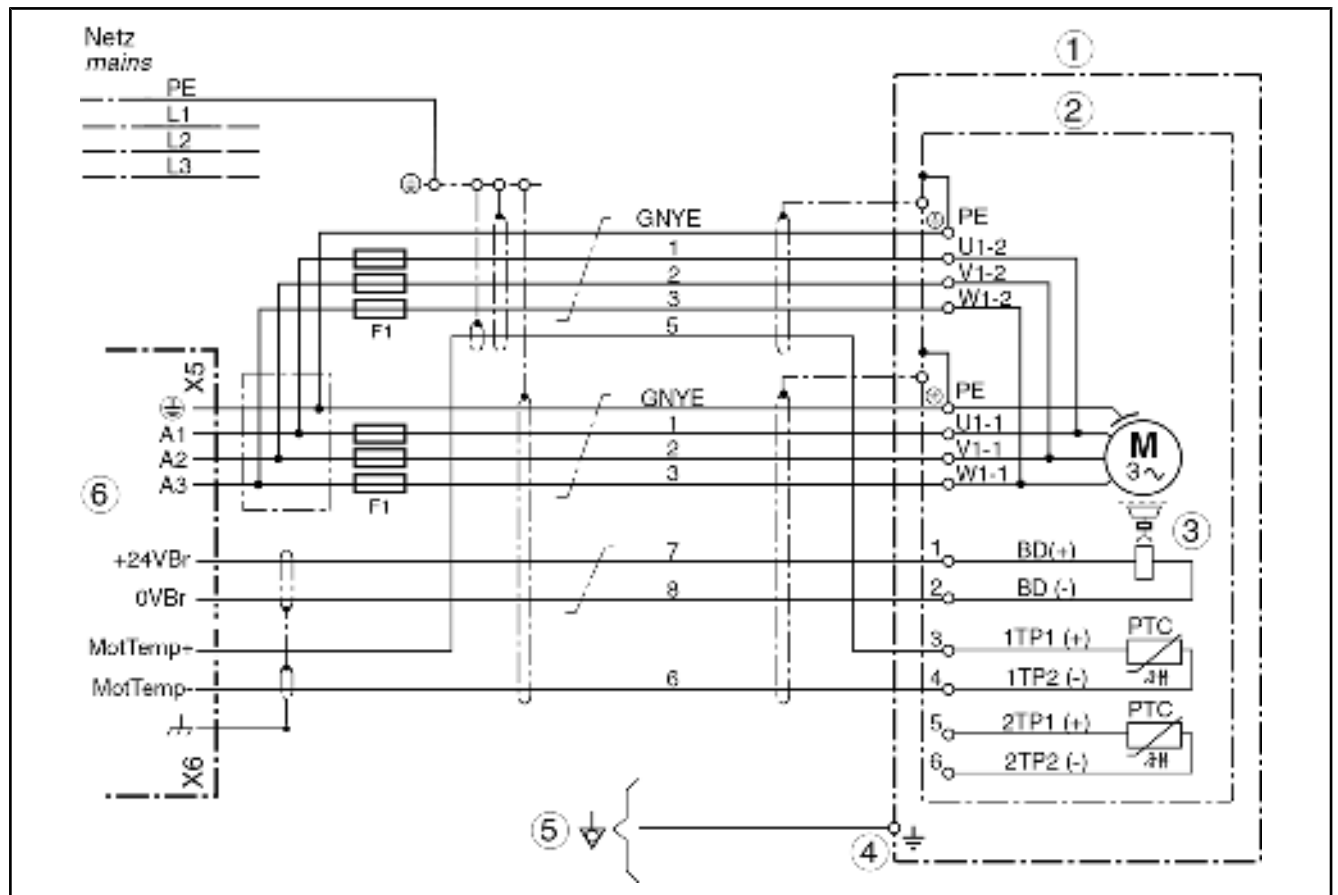 Netz
mains
PE
L1
L2
L3
1
2
GNYE
1
2
3
5
F1
PE
U1-2
V1-2
W1-2
X5
A1
A2
A3
6
GNYE
1
2
3
F1
PE
U1-1
V1-1
W1-1
M
3~
3
+24VBr
7
1
BD(+)
0VBr
8
2
BD (-)
MotTemp+
3
1TP1 (+)
PTC
MotTemp-
6
4
1TP2 (-)
5
2TP1 (+)
PTC
6
2TP2 (-)
X6
5
4